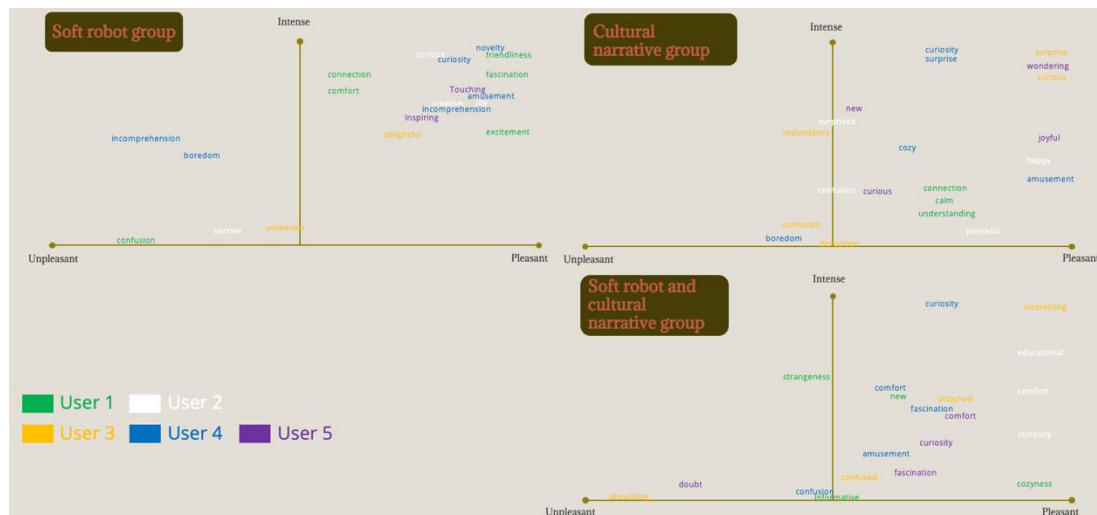 Soft robot group
Intense
novelty
curious
friendliness
curiosity
connection
fascination
comfort
Touching
amusement
creative
incomprehension
Inspiring
delightful
excitement
incomprehension
boredom
unfamiliar
sorrow
confusion
Unpleasant
Pleasant
Cultural
narrative group
Intense
curiosity
surprise
surprise
wondering
curious
new
surprised
redundancy
joyful
cozy
happy
amusement
confusion
curious
connection
calm
understanding
confusion
peaceful
boredom
Unpleasant
Pleasant
Soft robot and
cultural
narrative group
Intense
curiosity
interesting
educational
strangeness
comfort
new
comfort
attached
fascination
comfort
curiosity
curiosity
amusement
fascination
confused
doubt
cozyness
confusion
disturbing
informative
Unpleasant
Pleasant
User 1
User 2
User 3
User 4
User 5